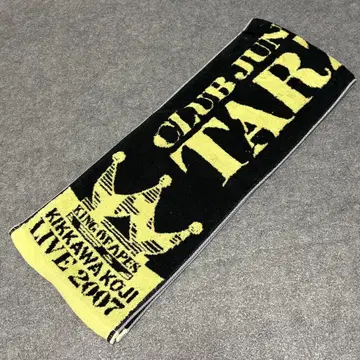 CLUB JUN
TAR
KING OF APES
KIKKAWA KOJI
LIVE 2007